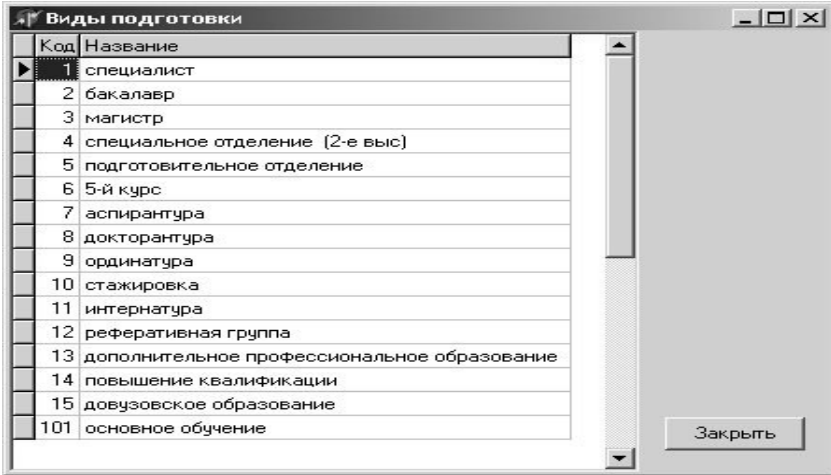 Виды подготовки
Код Название
1 специалист
2 бакалавр
3 магистр
4 специальное отделение (2-е выс)
5 подготовительное отделение
6 5-й курс
7 аспирантура
8 докторантура
9 ординатура
10 стажировка
11 интернатура
12 реферативная группа
13 дополнительное профессиональное образование
14 повышение квалификации
15 довузовское образование
101 основное обучение
Закрыть